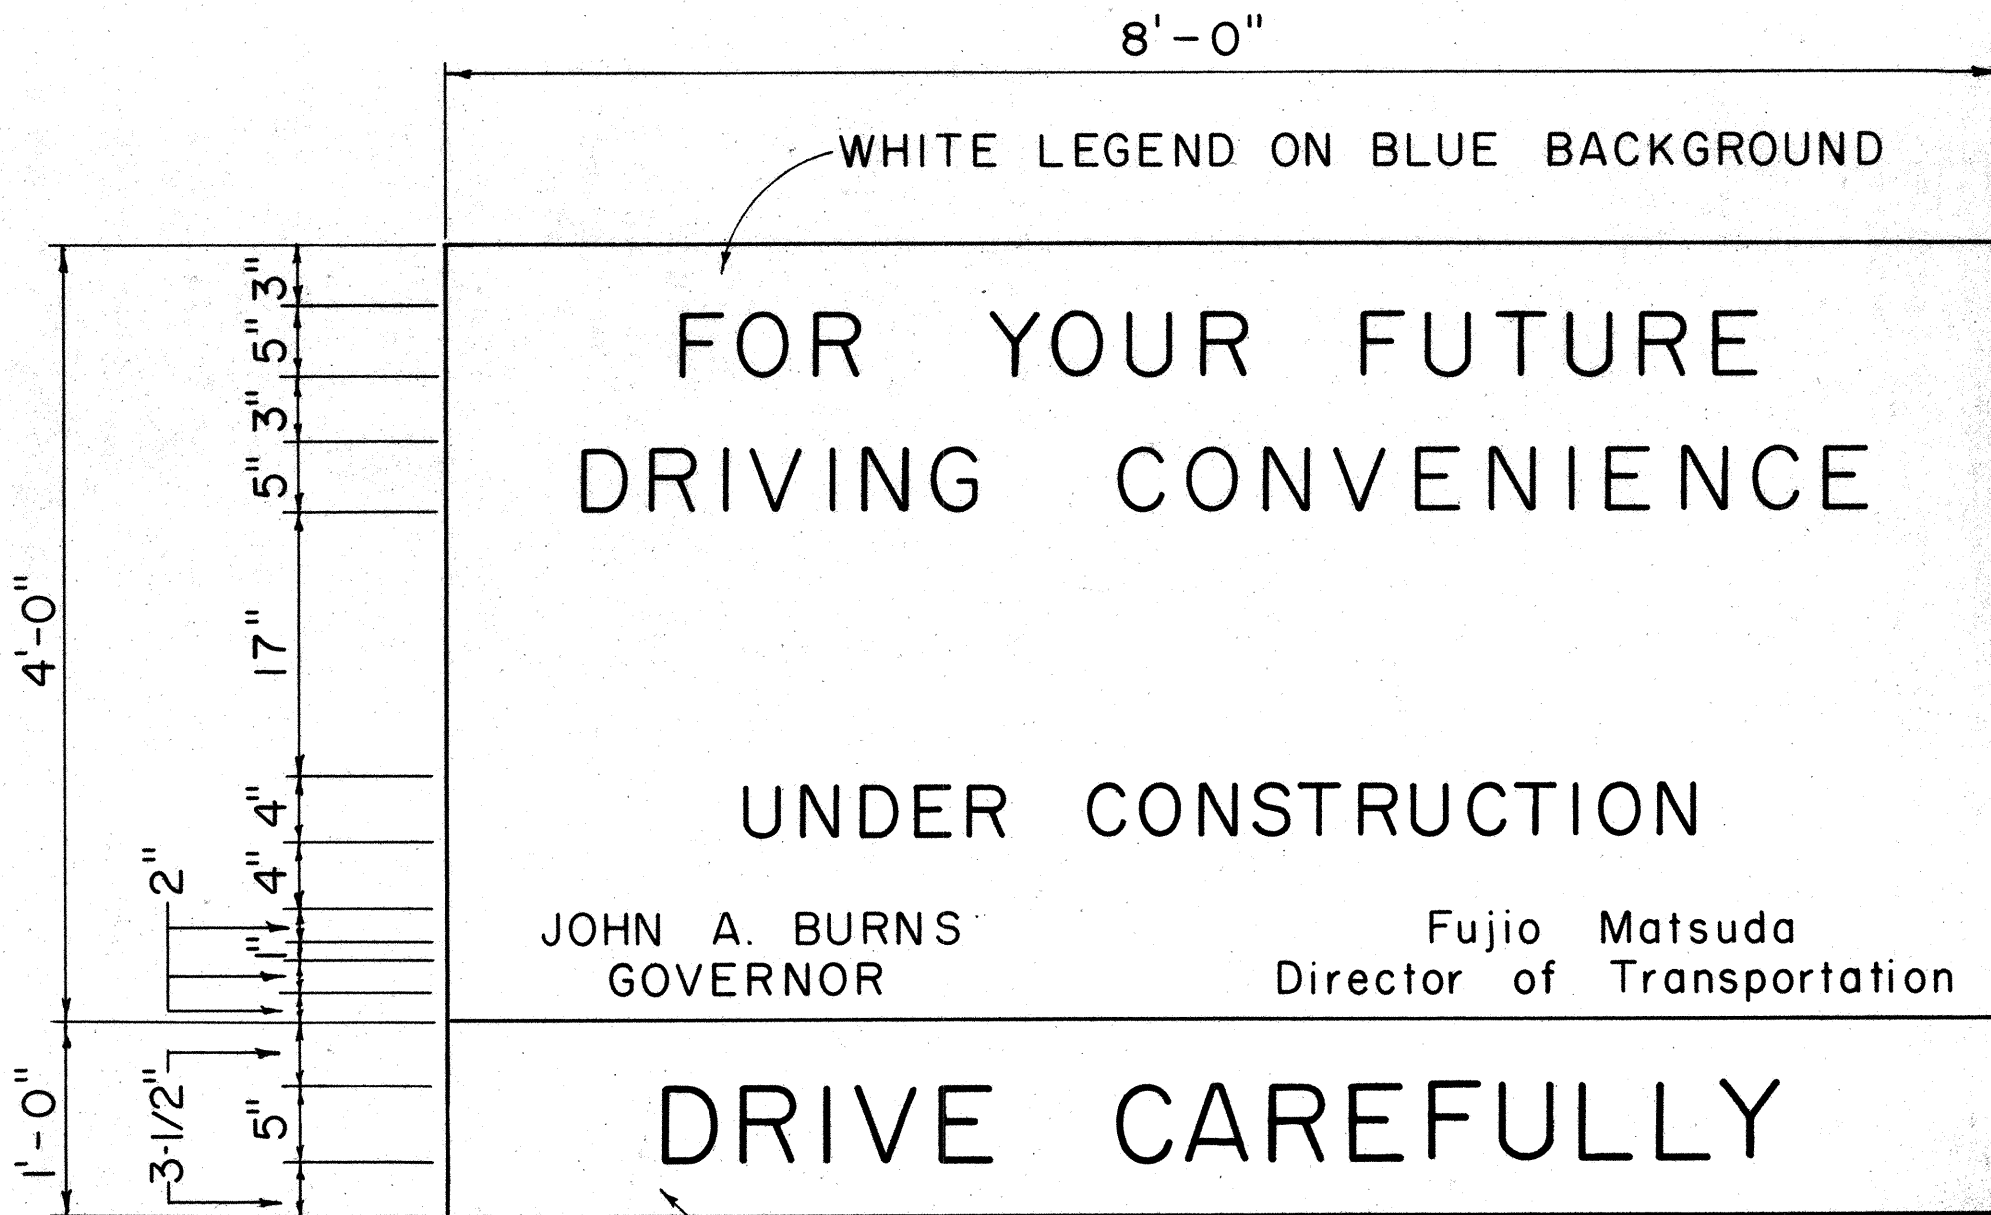 8'-0"
WHITE LEGEND ON BLUE BACKGROUND
3"
FOR YOUR FUTURE
5"
3"
DRIVING CONVENIENCE
5"
4'-0"
17"
UNDER CONSTRUCTION
4"
4"
2"
JOHN A. BURNS
Fujio Matsuda
1"
GOVERNOR
Director of Transportation
1'-0"
3-1/2"
5"
DRIVE CAREFULLY